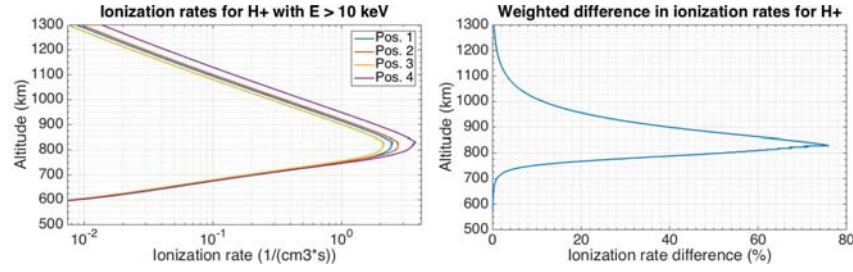 Ionization rates for H+ with E > 10 keV
1300
1200
1100
1000
900
800
700
600
500
Altitude (km)
Pos. 1
Pos. 2
Pos. 3
Pos. 4
10-2
10-1
100
Ionization rate (1/(cm3*s))
Weighted difference in ionization rates for H+
1300
1200
1100
1000
900
800
700
600
500
Altitude (km)
0
20
40
60
80
Ionization rate difference (%)